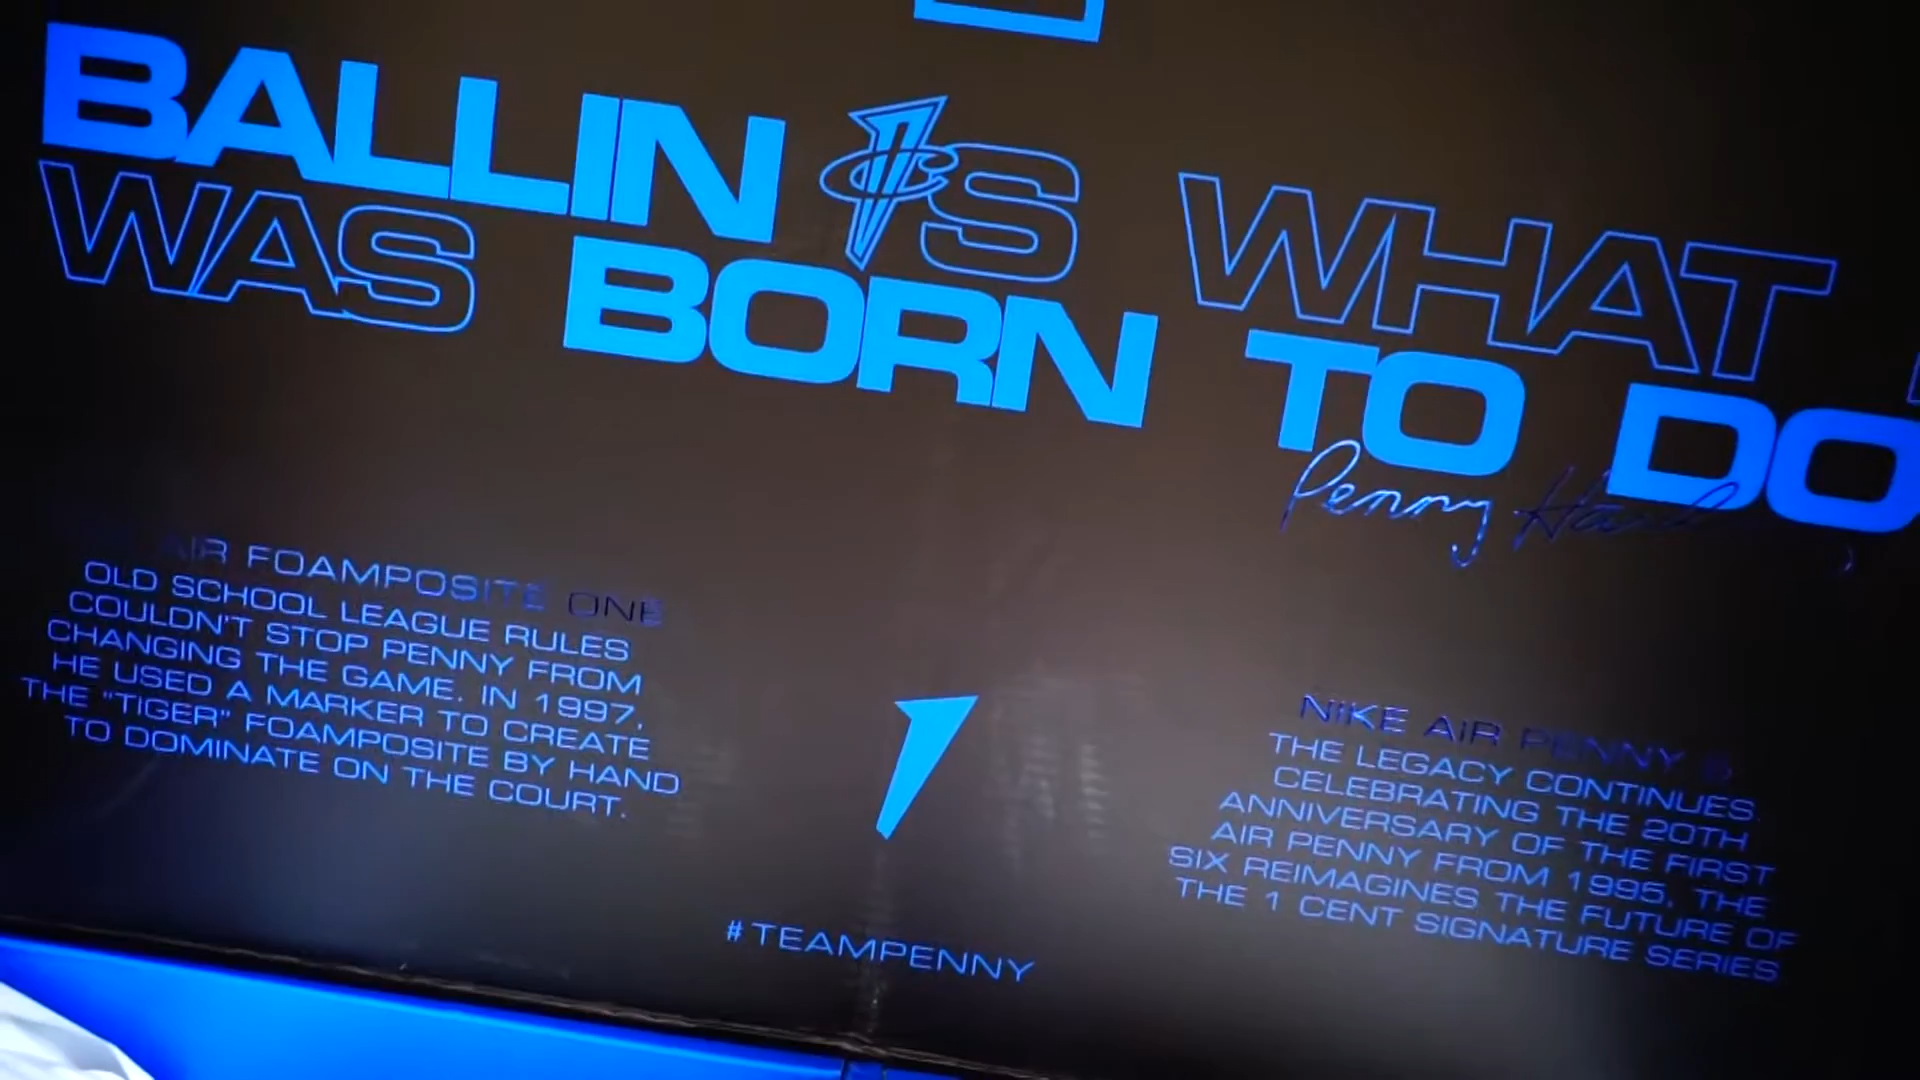 BALLIN IS WHAT
WAS BORN TO DO
Penny
AIR FOAMPOSITE ONE
OLD SCHOOL LEAGUE RULES
COULDN'T STOP PENNY FROM
CHANGING THE GAME. IN 1997,
HE USED A MARKER TO CREATE
THE "TIGER" FOAMPOSITE BY HAND
TO DOMINATE ON THE COURT.
#TEAMPENNY
NIKE AIR PENNY 6
THE LEGACY CONTINUES.
CELEBRATING THE 20TH
ANNIVERSARY OF THE FIRST
AIR PENNY FROM 1995, THE
SIX REIMAGINES THE FUTURE OF
THE 1 CENT SIGNATURE SERIES